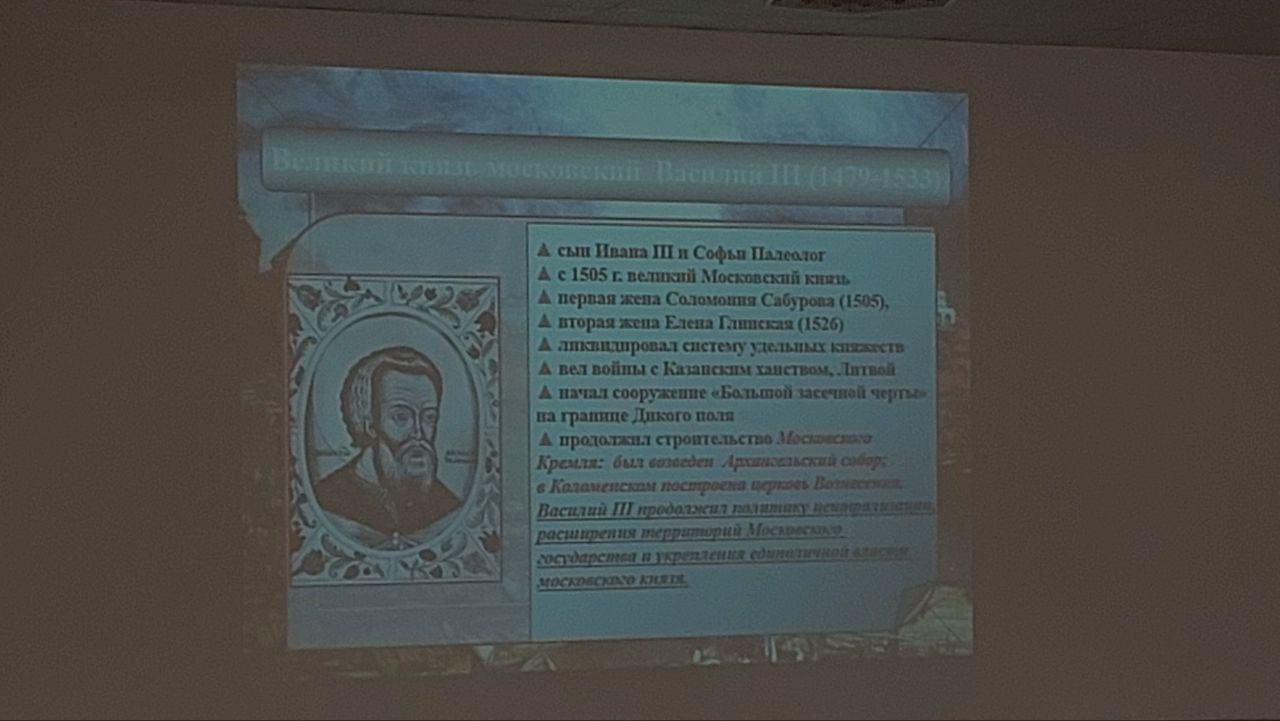 Великий князь московский Василий III (1479-1533)
▲ сын Ивана III и Софьи Палеолог
▲ с 1505 г. великий Московский князь
▲ первая жена Соломония Сабурова (1505),
▲ вторая жена Елена Глинская (1526)
▲ ликвидировал систему удельных княжеств
▲ вел войны с Казанским ханством, Литвой
▲ начал сооружение «Большой засечной черты»
на границе Дикого поля
▲ продолжил строительство Московского
Кремля: был возведен Архангельский собор;
в Коломенском построена церковь Вознесения.
Василий III продолжил политику централизации,
расширения территорий Московского
государства и укрепления единоличной власти
московского князя.